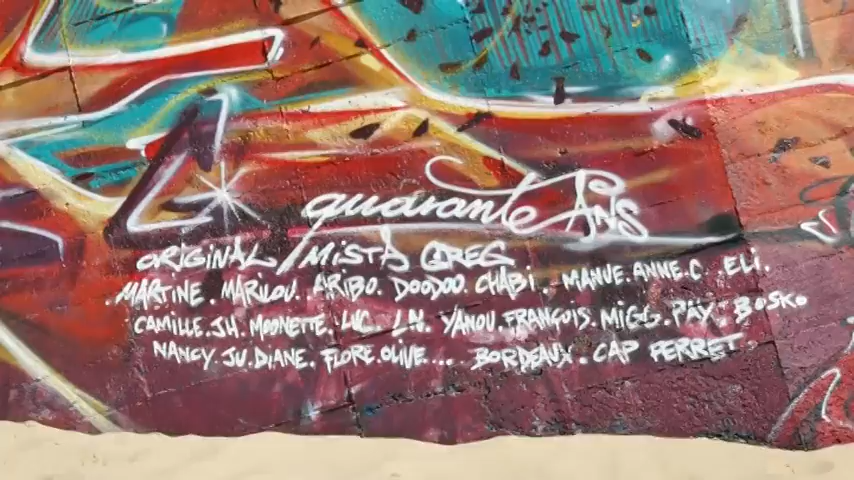 quarante Ans
ORIGINAL / MISTA GREG
MARTINE. MARILOU. ARIBO. DOODOO. CHABI.. MANUE. ANNE.C. ELI.
CAMILLE. JH. MOONETTE. LUC. LN. YANOU. FRANÇOIS. MIGG. PAY. BOSKO
NANCY. JU. DIANE. FLORE. OLIVE.... BORDEAUX. CAP FERRET.